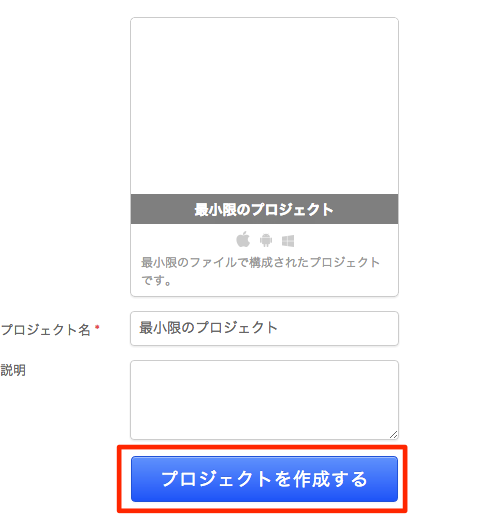 最小限のプロジェクト
最小限のファイルで構成されたプロジェクト
です。
プロジェクト名 *
最小限のプロジェクト
説明
プロジェクトを作成する